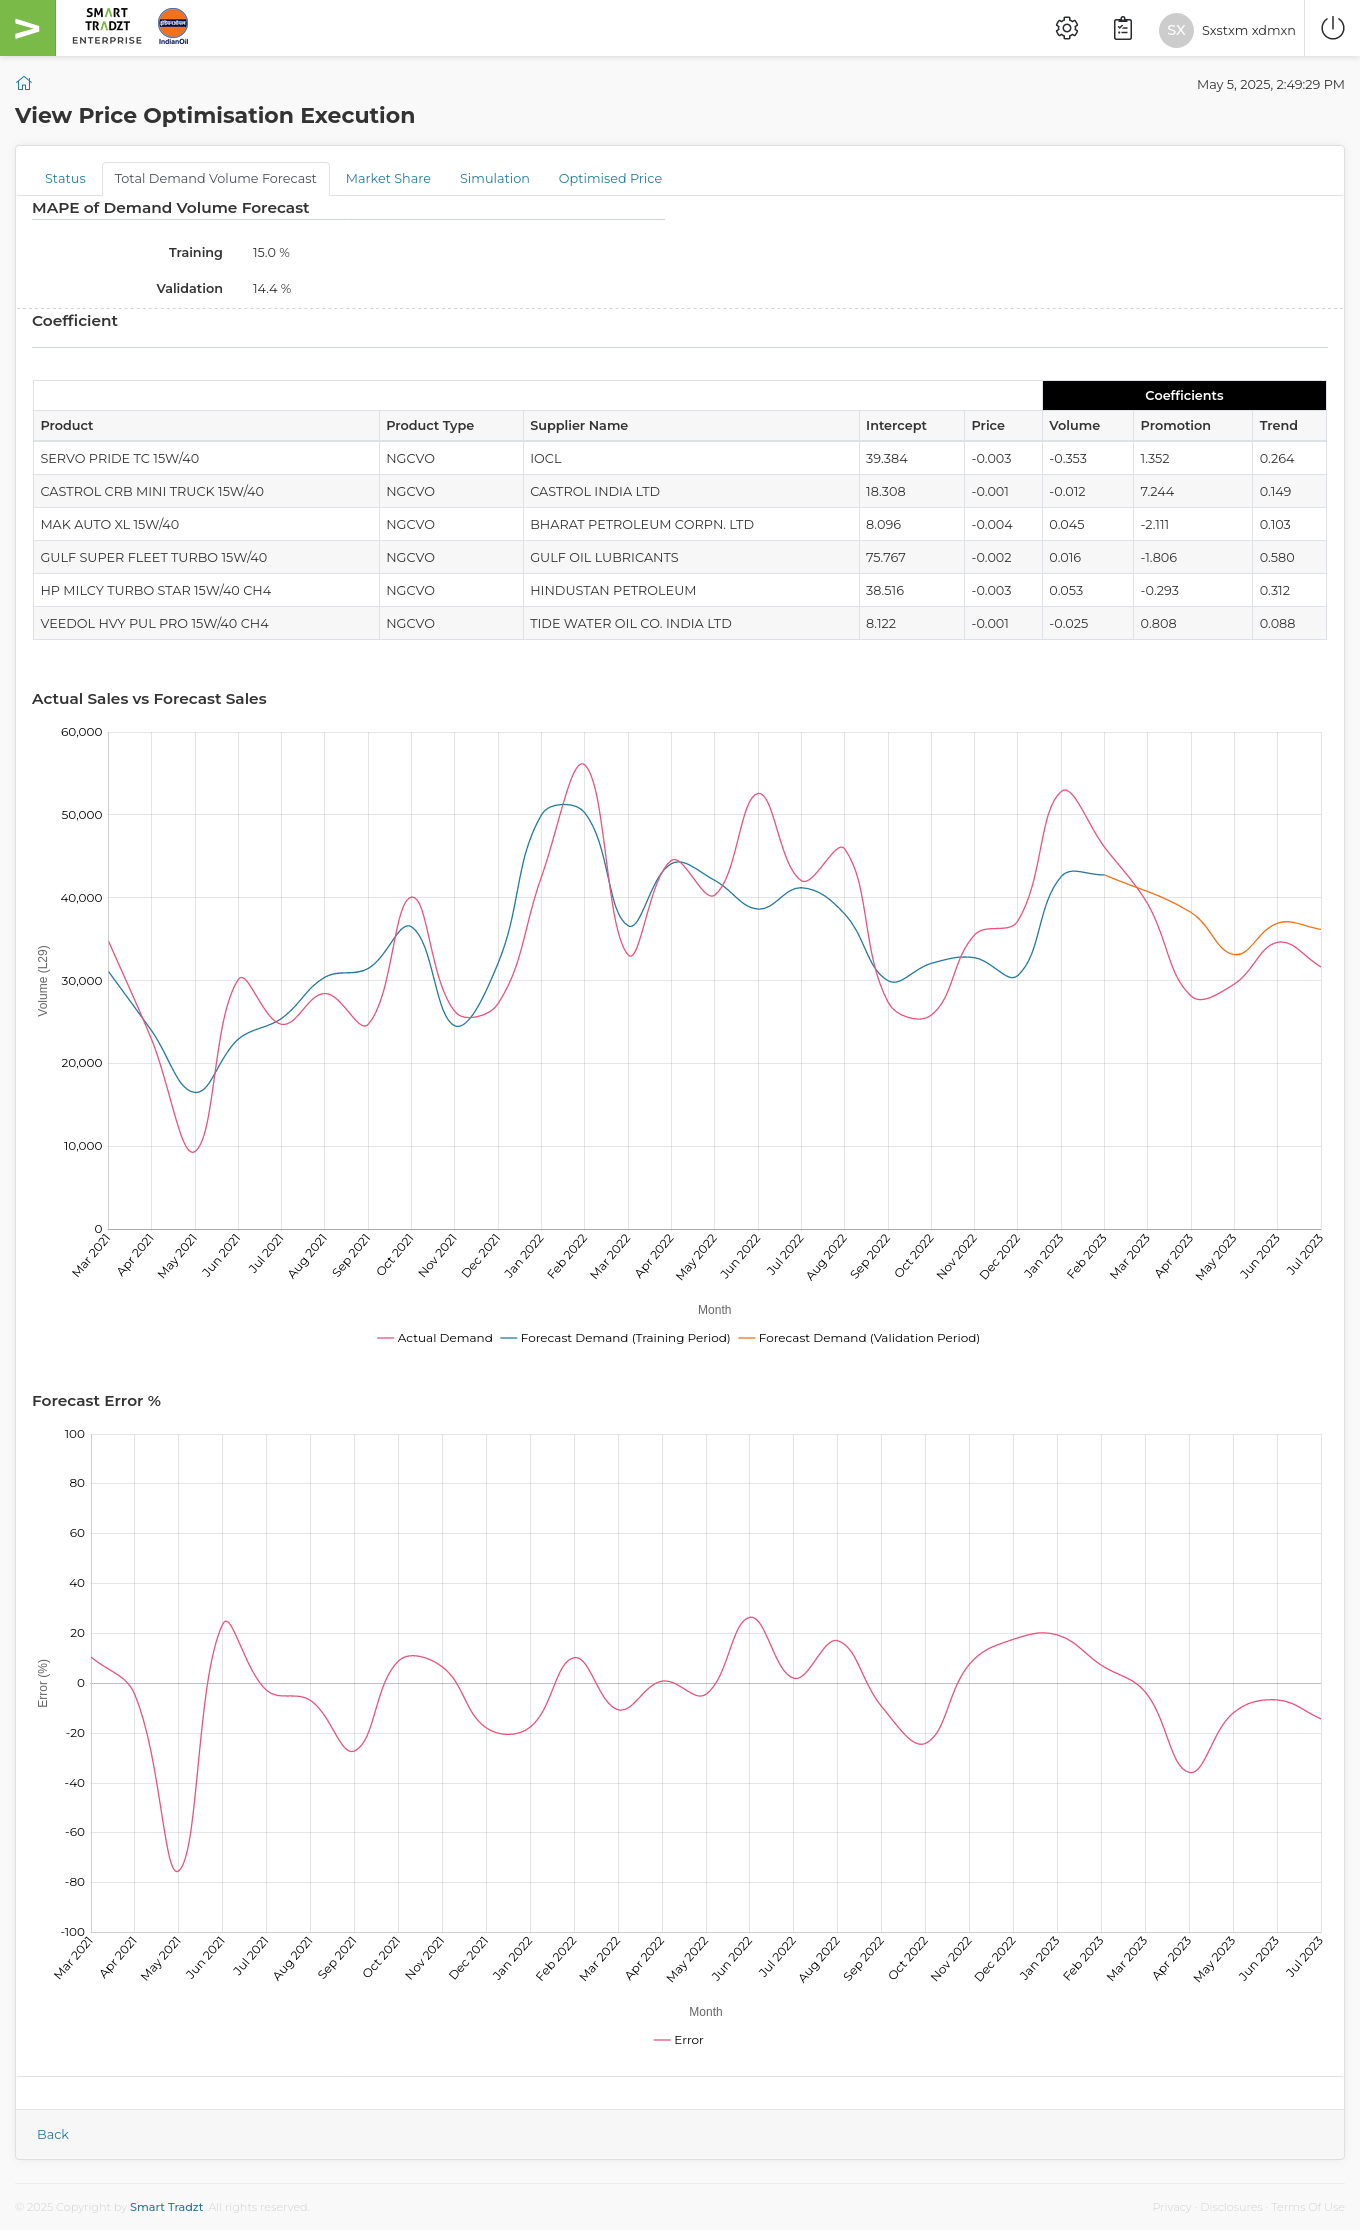 SMART
TRADZT
ENTERPRISE
इंडियनऑयल
IndianOil
SX
Sxstxm xdmxn
May 5, 2025, 2:49:29 PM
View Price Optimisation Execution
Status Total Demand Volume Forecast Market Share Simulation Optimised Price
MAPE of Demand Volume Forecast
Training 15.0 %
Validation 14.4 %
Coefficient
Coefficients
Product Product Type Supplier Name Intercept Price Volume Promotion Trend
SERVO PRIDE TC 15W/40 NGCVO IOCL 39.384 -0.003 -0.353 1.352 0.264
CASTROL CRB MINI TRUCK 15W/40 NGCVO CASTROL INDIA LTD 18.308 -0.001 -0.012 7.244 0.149
MAK AUTO XL 15W/40 NGCVO BHARAT PETROLEUM CORPN. LTD 8.096 -0.004 0.045 -2.111 0.103
GULF SUPER FLEET TURBO 15W/40 NGCVO GULF OIL LUBRICANTS 75.767 -0.002 0.016 -1.806 0.580
HP MILCY TURBO STAR 15W/40 CH4 NGCVO HINDUSTAN PETROLEUM 38.516 -0.003 0.053 -0.293 0.312
VEEDOL HVY PUL PRO 15W/40 CH4 NGCVO TIDE WATER OIL CO. INDIA LTD 8.122 -0.001 -0.025 0.808 0.088
Actual Sales vs Forecast Sales
60,000
50,000
40,000
30,000
20,000
10,000
0
Volume (L29)
Mar 2021 Apr 2021 May 2021 Jun 2021 Jul 2021 Aug 2021 Sep 2021 Oct 2021 Nov 2021 Dec 2021 Jan 2022 Feb 2022 Mar 2022 Apr 2022 May 2022 Jun 2022 Jul 2022 Aug 2022 Sep 2022 Oct 2022 Nov 2022 Dec 2022 Jan 2023 Feb 2023 Mar 2023 Apr 2023 May 2023 Jun 2023 Jul 2023
Month
Actual Demand Forecast Demand (Training Period) Forecast Demand (Validation Period)
Forecast Error %
100
80
60
40
20
0
-20
-40
-60
-80
-100
Error (%)
Mar 2021 Apr 2021 May 2021 Jun 2021 Jul 2021 Aug 2021 Sep 2021 Oct 2021 Nov 2021 Dec 2021 Jan 2022 Feb 2022 Mar 2022 Apr 2022 May 2022 Jun 2022 Jul 2022 Aug 2022 Sep 2022 Oct 2022 Nov 2022 Dec 2022 Jan 2023 Feb 2023 Mar 2023 Apr 2023 May 2023 Jun 2023 Jul 2023
Month
Error
Back
© 2025 Copyright by Smart Tradzt. All rights reserved.
Privacy · Disclosures · Terms Of Use